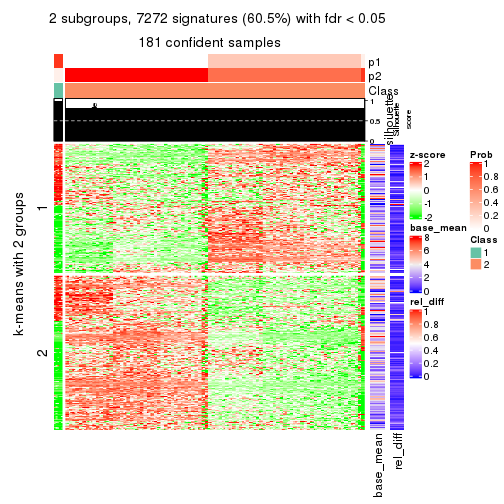 2 subgroups, 7272 signatures (60.5%) with fdr < 0.05
181 confident samples
p1
p2
Class
1
0.5
0
silhouette
Silhouette
score
k-means with 2 groups
1
2
base_mean
rel_diff
z-score
2
1
0
-1
-2
base_mean
8
6
4
2
0
rel_diff
1
0.8
0.6
0.4
0.2
0
Prob
1
0.8
0.6
0.4
0.2
0
Class
1
2